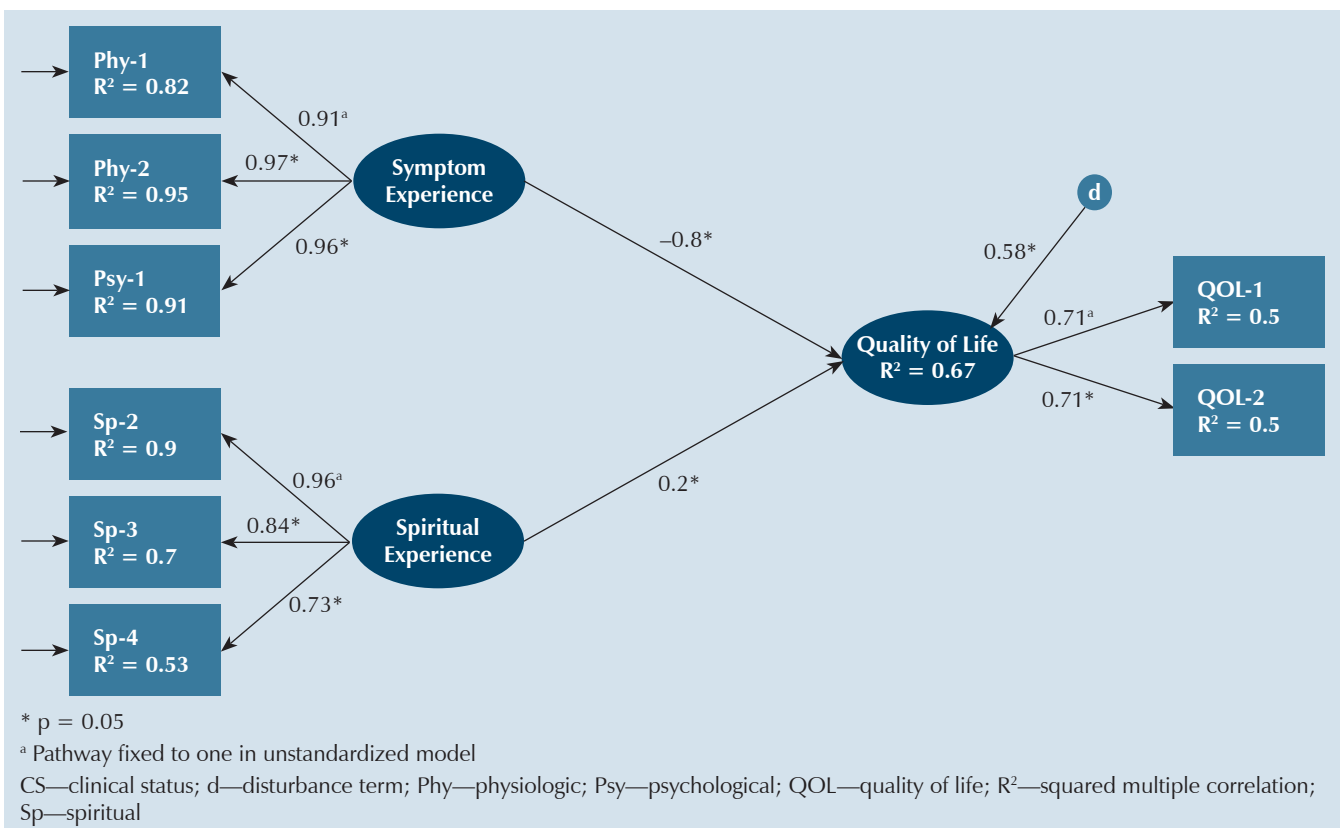 Phy-1
R² = 0.82
0.91ᵃ
Phy-2
R² = 0.95
0.97*
Symptom
Experience
Psy-1
R² = 0.91
0.96*
–0.8*
d
0.58*
QOL-1
R² = 0.5
0.71ᵃ
Quality of Life
R² = 0.67
QOL-2
R² = 0.5
0.71*
Sp-2
R² = 0.9
0.96ᵃ
0.2*
Sp-3
R² = 0.7
0.84*
Spiritual
Experience
Sp-4
R² = 0.53
0.73*
* p = 0.05
ᵃ Pathway fixed to one in unstandardized model
CS—clinical status; d—disturbance term; Phy—physiologic; Psy—psychological; QOL—quality of life; R²—squared multiple correlation;
Sp—spiritual